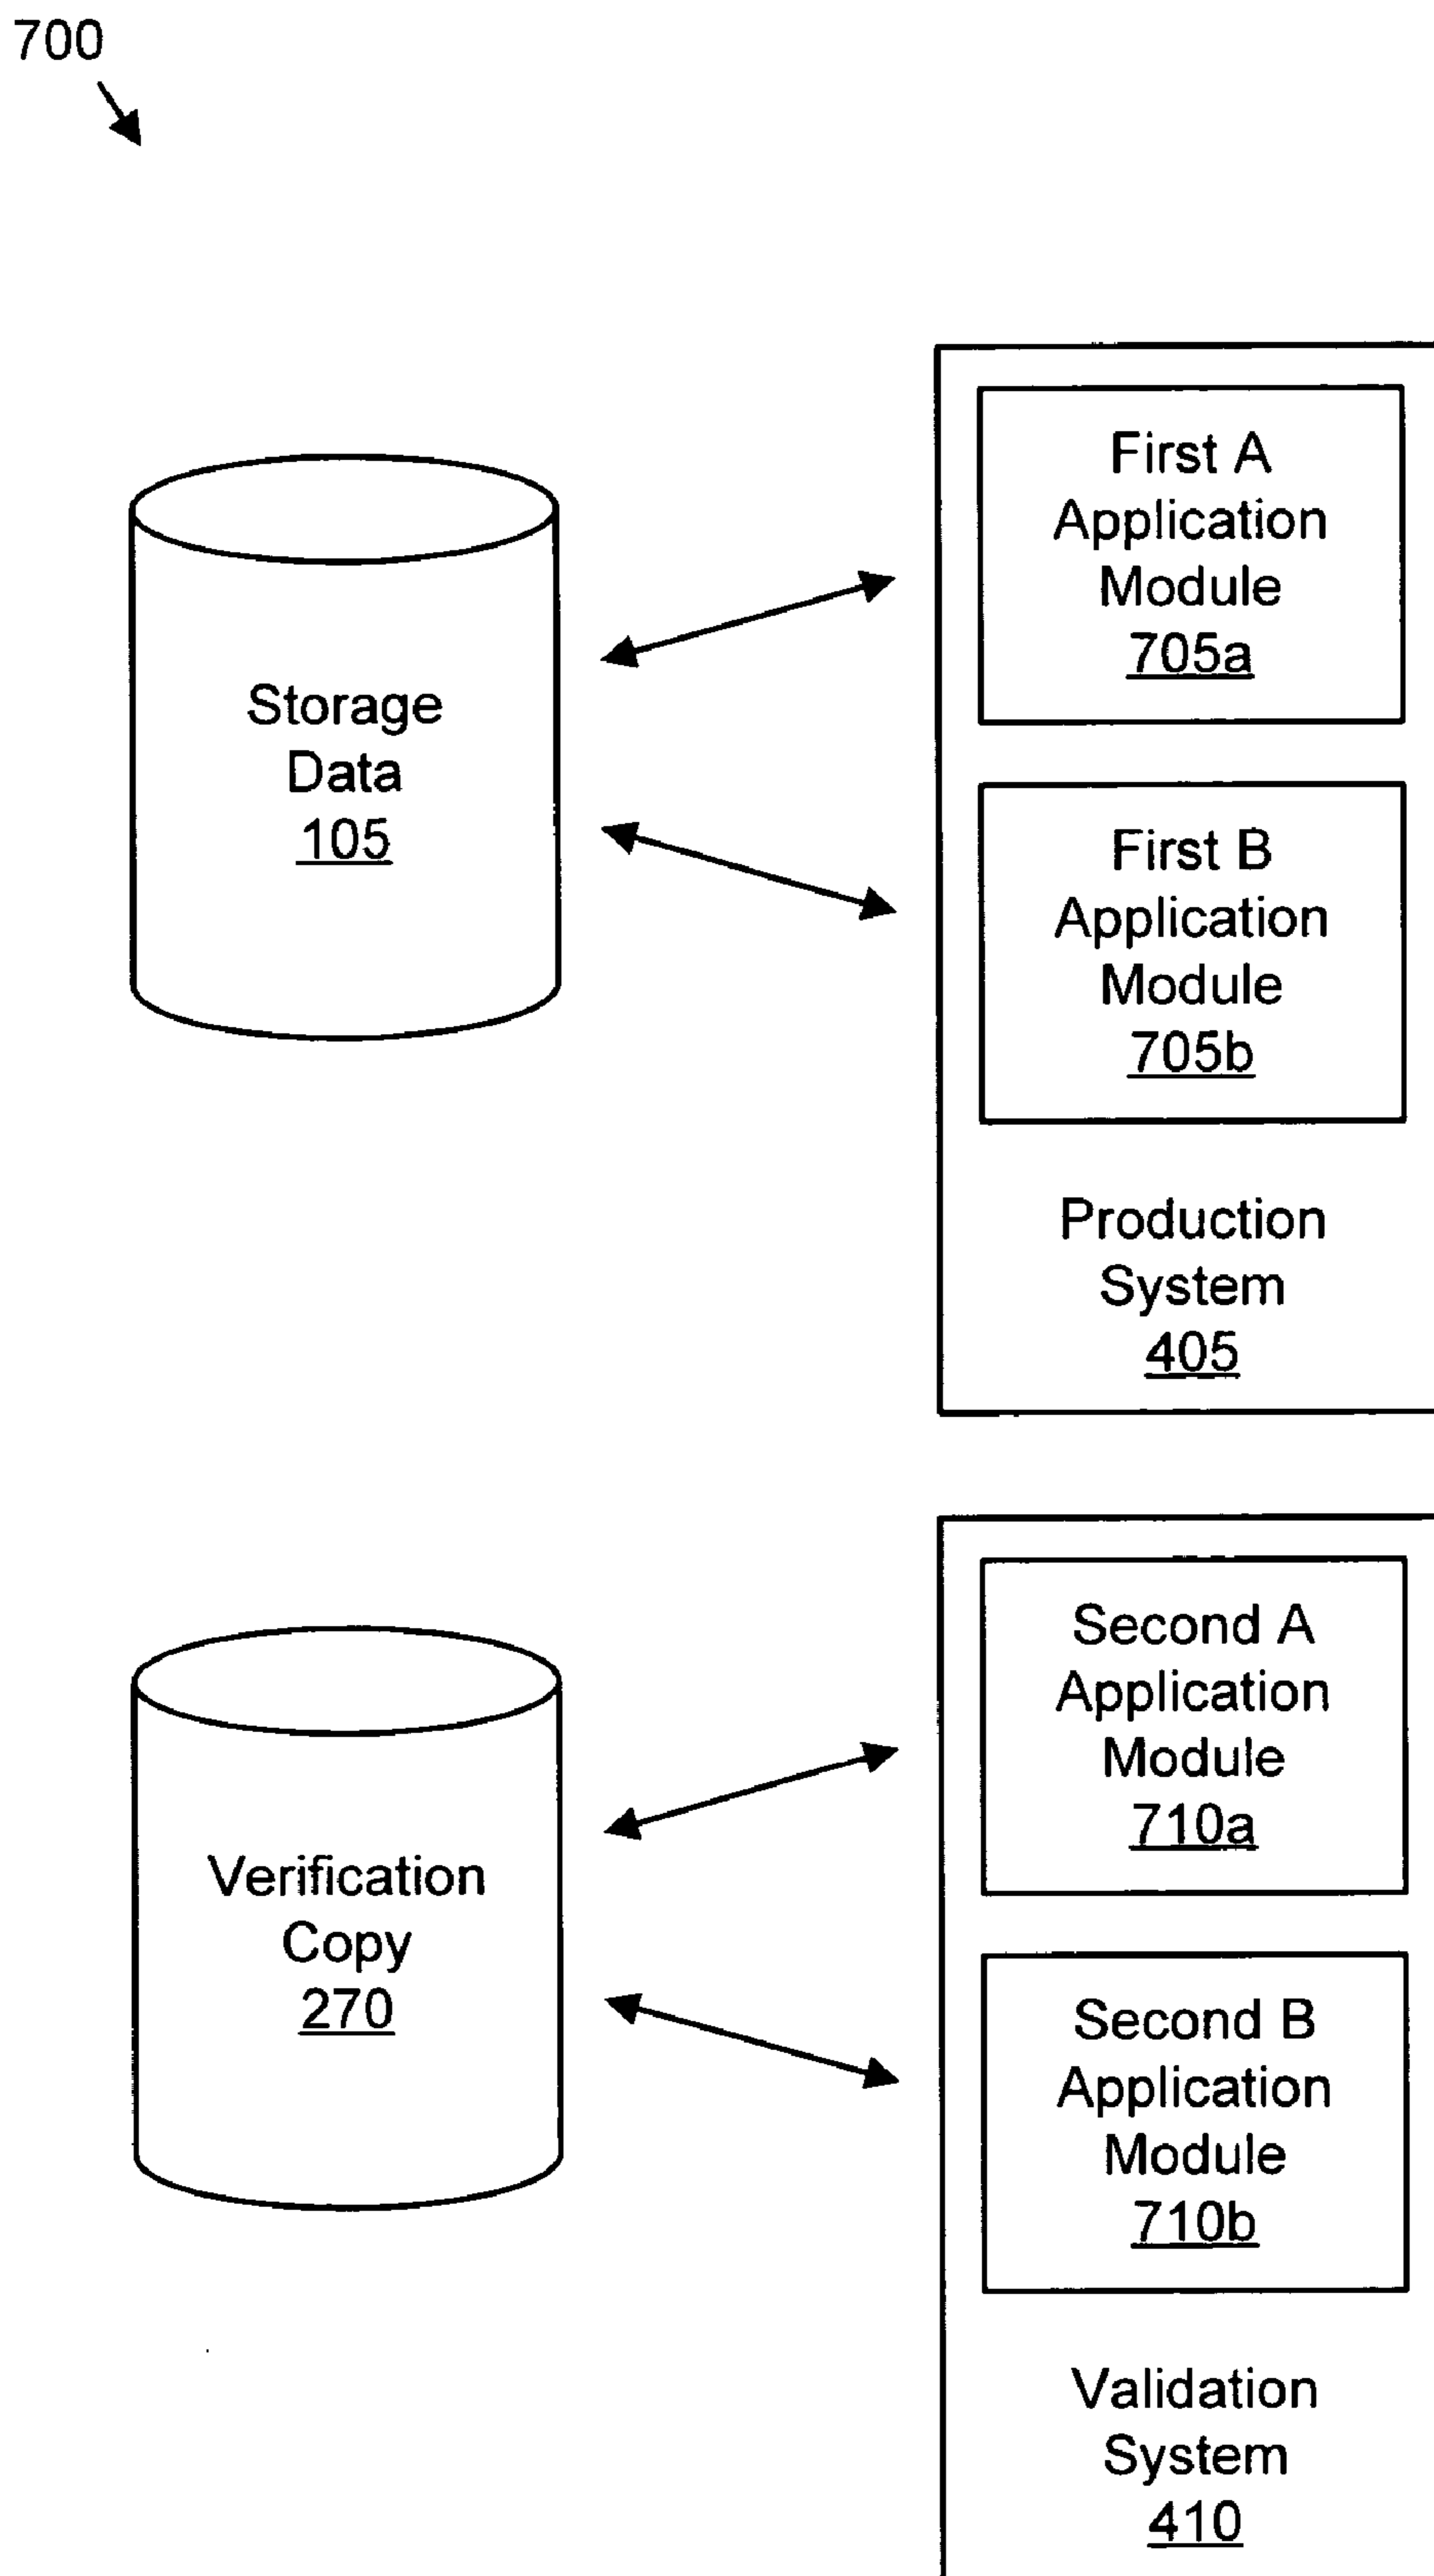 700
First A
Application
Module
705a
Storage
Data
105
First B
Application
Module
705b
Production
System
405
Second A
Application
Module
710a
Verification
Copy
270
Second B
Application
Module
710b
Validation
System
410